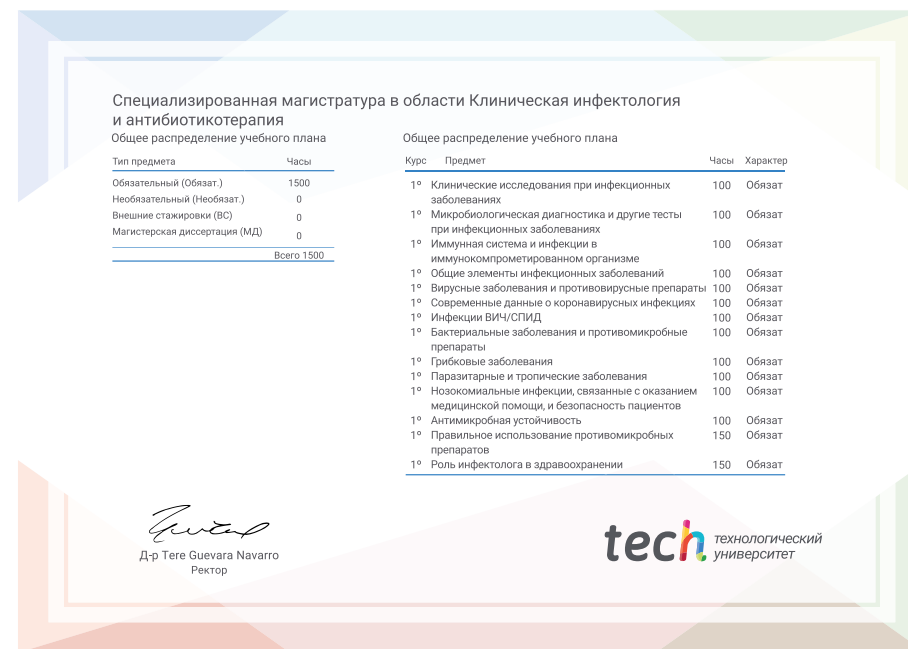 Специализированная магистратура в области Клиническая инфектология
и антибиотикотерапия
Общее распределение учебного плана
Тип предмета Часы
Обязательный (Обязат.) 1500
Необязательный (Необязат.) 0
Внешние стажировки (ВС) 0
Магистерская диссертация (МД) 0
Всего 1500
Общее распределение учебного плана
Курс Предмет Часы Характер
1º Клинические исследования при инфекционных 100 Обязат
заболеваниях
1º Микробиологическая диагностика и другие тесты 100 Обязат
при инфекционных заболеваниях
1º Иммунная система и инфекции в 100 Обязат
иммунокомпрометированном организме
1º Общие элементы инфекционных заболеваний 100 Обязат
1º Вирусные заболевания и противовирусные препараты 100 Обязат
1º Современные данные о коронавирусных инфекциях 100 Обязат
1º Инфекции ВИЧ/СПИД 100 Обязат
1º Бактериальные заболевания и противомикробные 100 Обязат
препараты
1º Грибковые заболевания 100 Обязат
1º Паразитарные и тропические заболевания 100 Обязат
1º Нозокомиальные инфекции, связанные с оказанием 100 Обязат
медицинской помощи, и безопасность пациентов
1º Антимикробная устойчивость 100 Обязат
1º Правильное использование противомикробных 150 Обязат
препаратов
1º Роль инфектолога в здравоохранении 150 Обязат
Д-р Tere Guevara Navarro
Ректор
tech технологический
университет